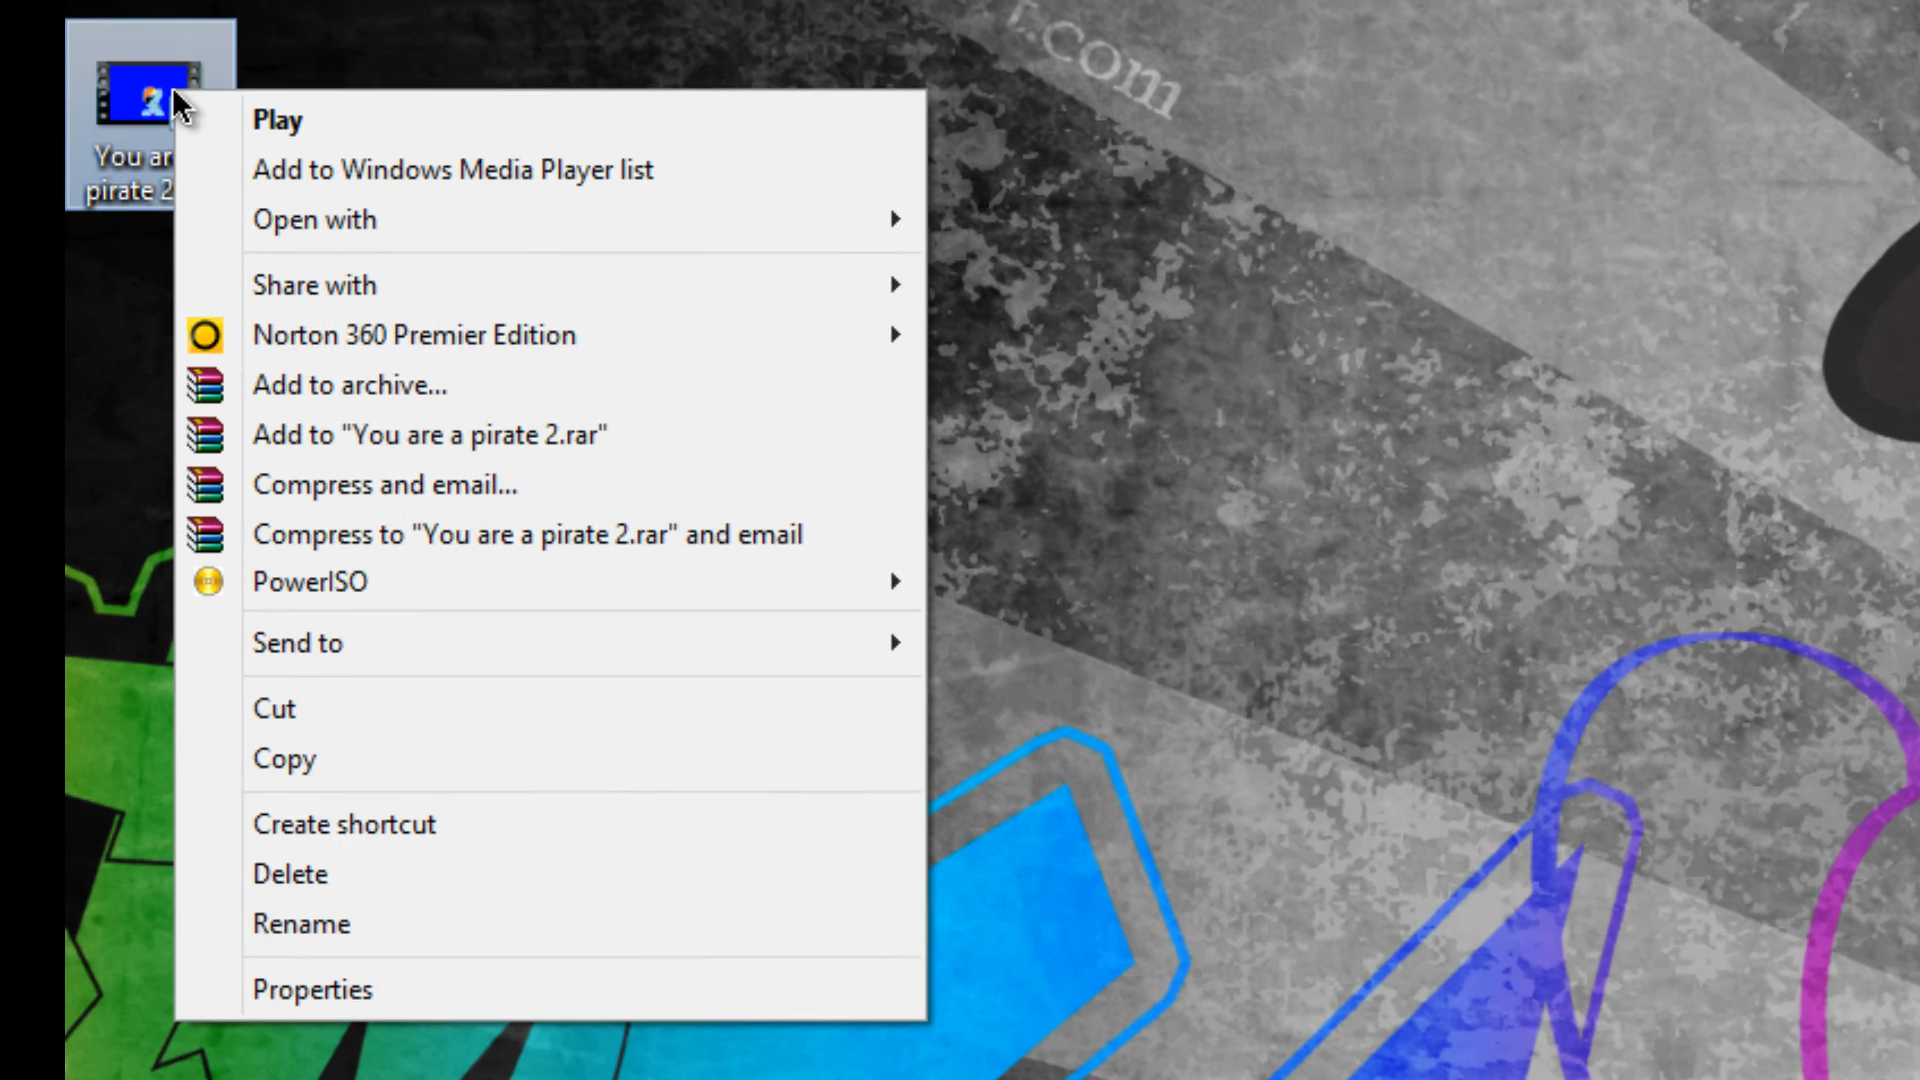 r.com
You ar
pirate 2
Play
Add to Windows Media Player list
Open with
Share with
Norton 360 Premier Edition
Add to archive...
Add to "You are a pirate 2.rar"
Compress and email...
Compress to "You are a pirate 2.rar" and email
PowerISO
Send to
Cut
Copy
Create shortcut
Delete
Rename
Properties